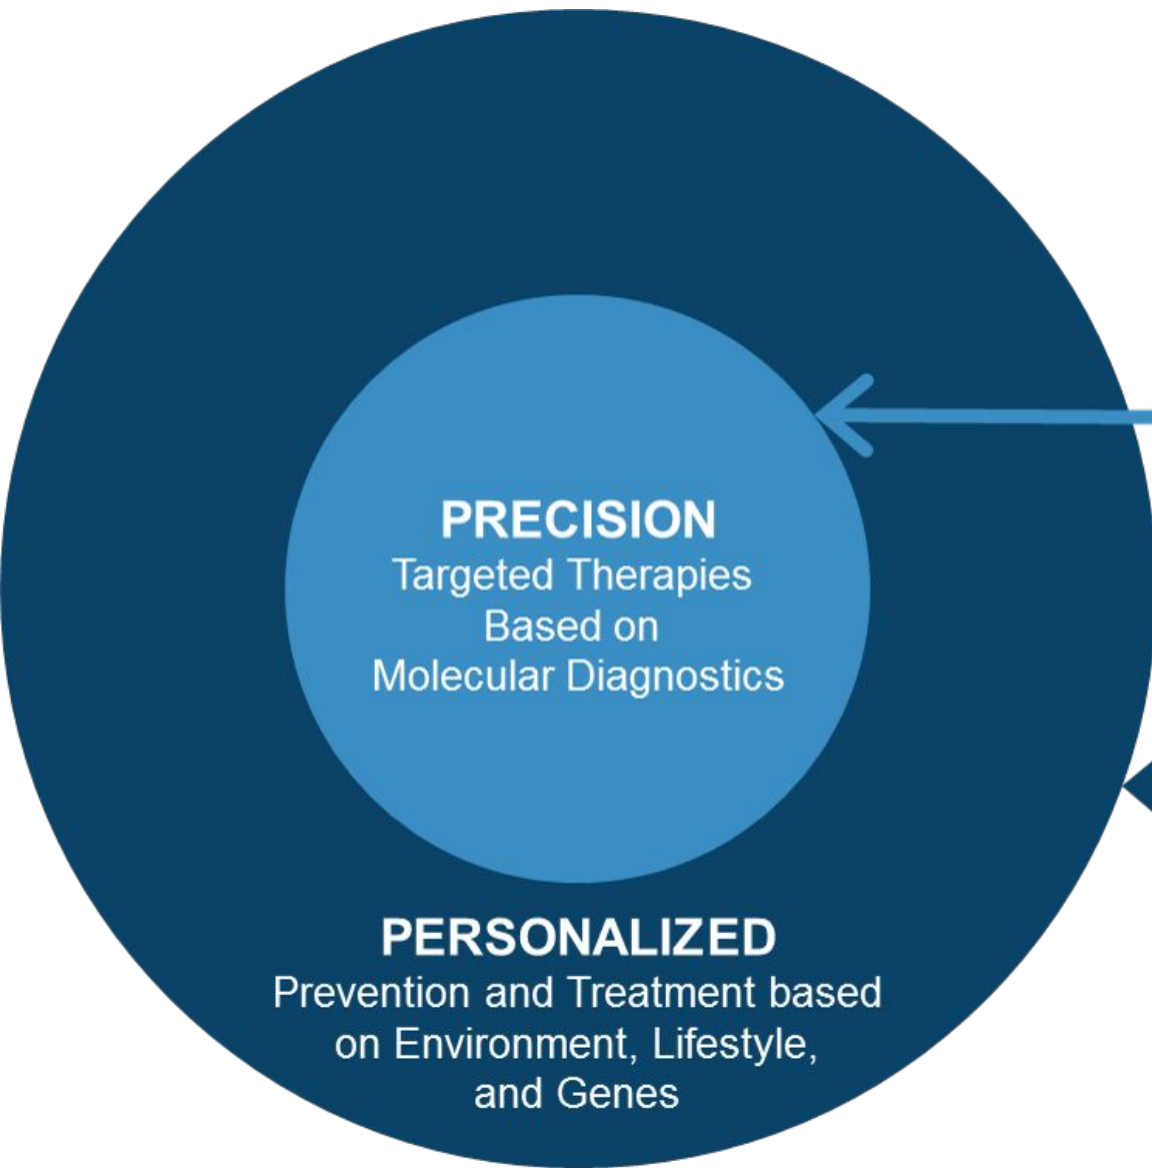 PRECISION
Targeted Therapies
Based on
Molecular Diagnostics
PERSONALIZED
Prevention and Treatment based
on Environment, Lifestyle,
and Genes